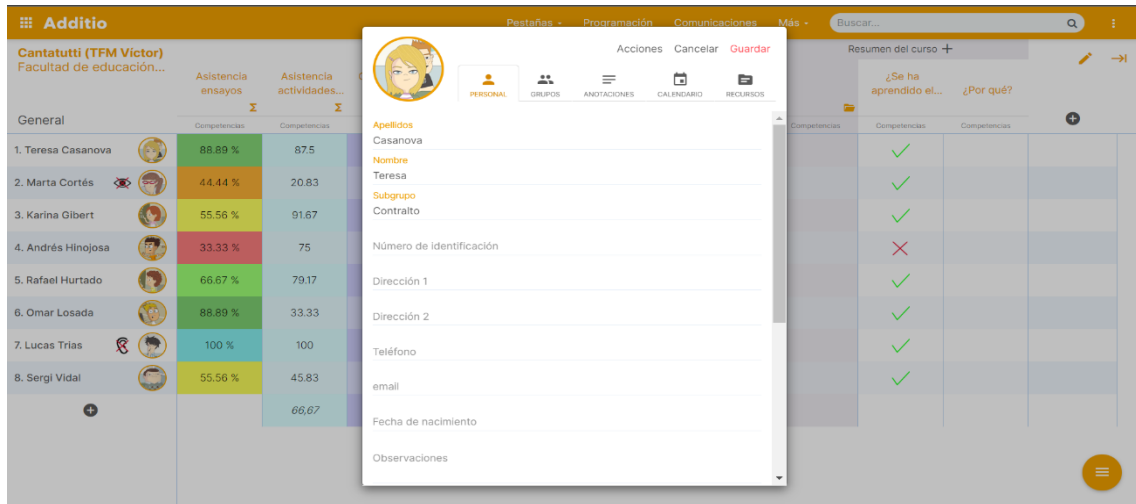 Additio
Pestañas
Programación
Comunicaciones
Más
Buscar...
Cantatutti (TFM Víctor)
Facultad de educación...
Asistencia ensayos
Σ
Asistencia actividades...
Σ
Resumen del curso +
¿Se ha aprendido el...
¿Por qué?
General
Competencias
Competencias
Competencias
Competencias
Competencias
1. Teresa Casanova 88.89 % 87.5
2. Marta Cortés 44.44 % 20.83
3. Karina Gibert 55.56 % 91.67
4. Andrés Hinojosa 33.33 % 75
5. Rafael Hurtado 66.67 % 79.17
6. Omar Losada 88.89 % 33.33
7. Lucas Trias 100 % 100
8. Sergi Vidal 55.56 % 45.83
66,67
Acciones Cancelar Guardar
PERSONAL GRUPOS ANOTACIONES CALENDARIO RECURSOS
Apellidos
Casanova
Nombre
Teresa
Subgrupo
Contralto
Número de identificación
Dirección 1
Dirección 2
Teléfono
email
Fecha de nacimiento
Observaciones